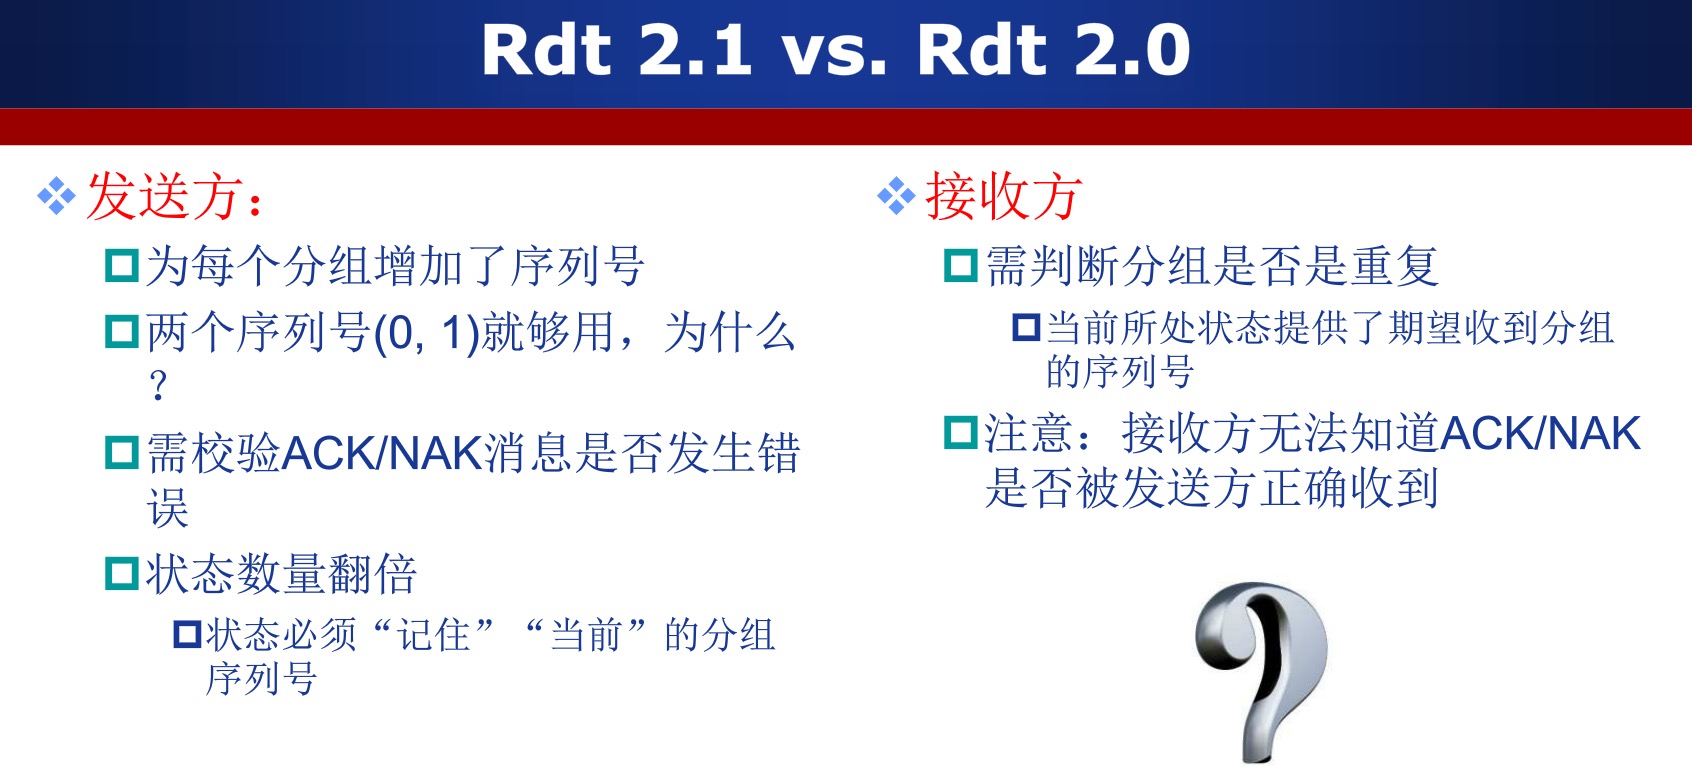 Rdt 2.1 vs. Rdt 2.0
发送方：
为每个分组增加了序列号
两个序列号(0, 1)就够用，为什么
？
需校验ACK/NAK消息是否发生错
误
状态数量翻倍
状态必须“记住”“当前”的分组
序列号
接收方
需判断分组是否是重复
当前所处状态提供了期望收到分组
的序列号
注意：接收方无法知道ACK/NAK
是否被发送方正确收到